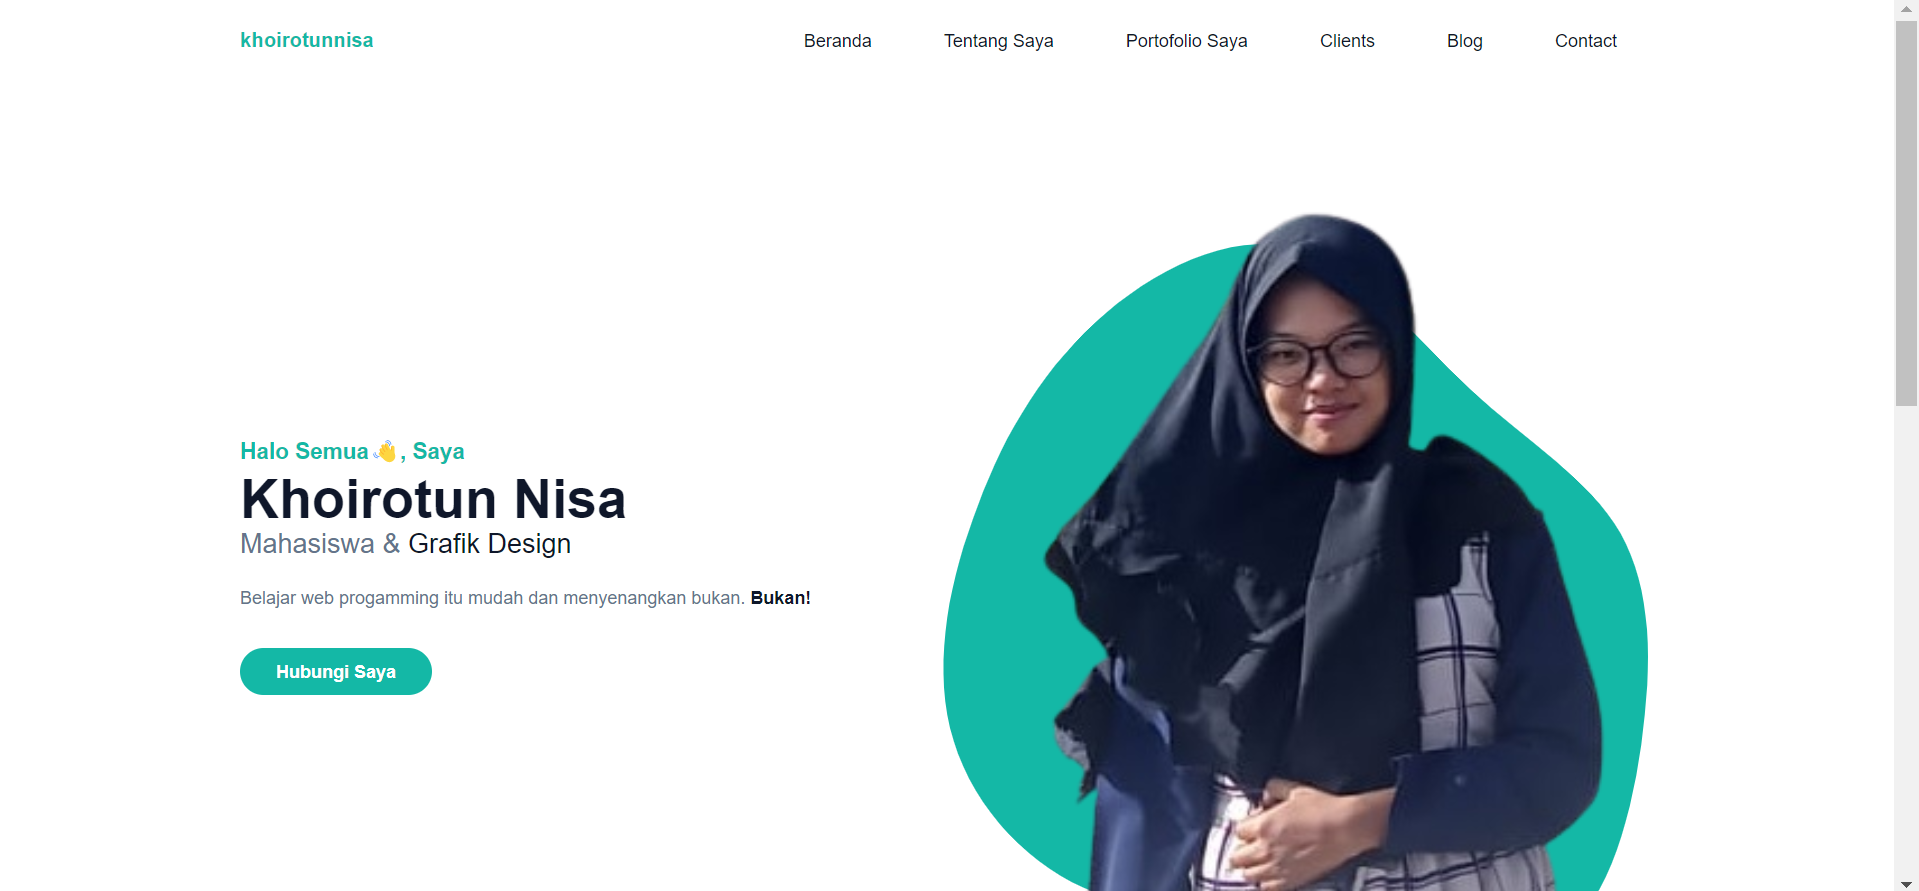 khoirotunnisa
Beranda Tentang Saya Portofolio Saya Clients Blog Contact
Halo Semua👋, Saya
Khoirotun Nisa
Mahasiswa & Grafik Design
Belajar web progamming itu mudah dan menyenangkan bukan. Bukan!
Hubungi Saya